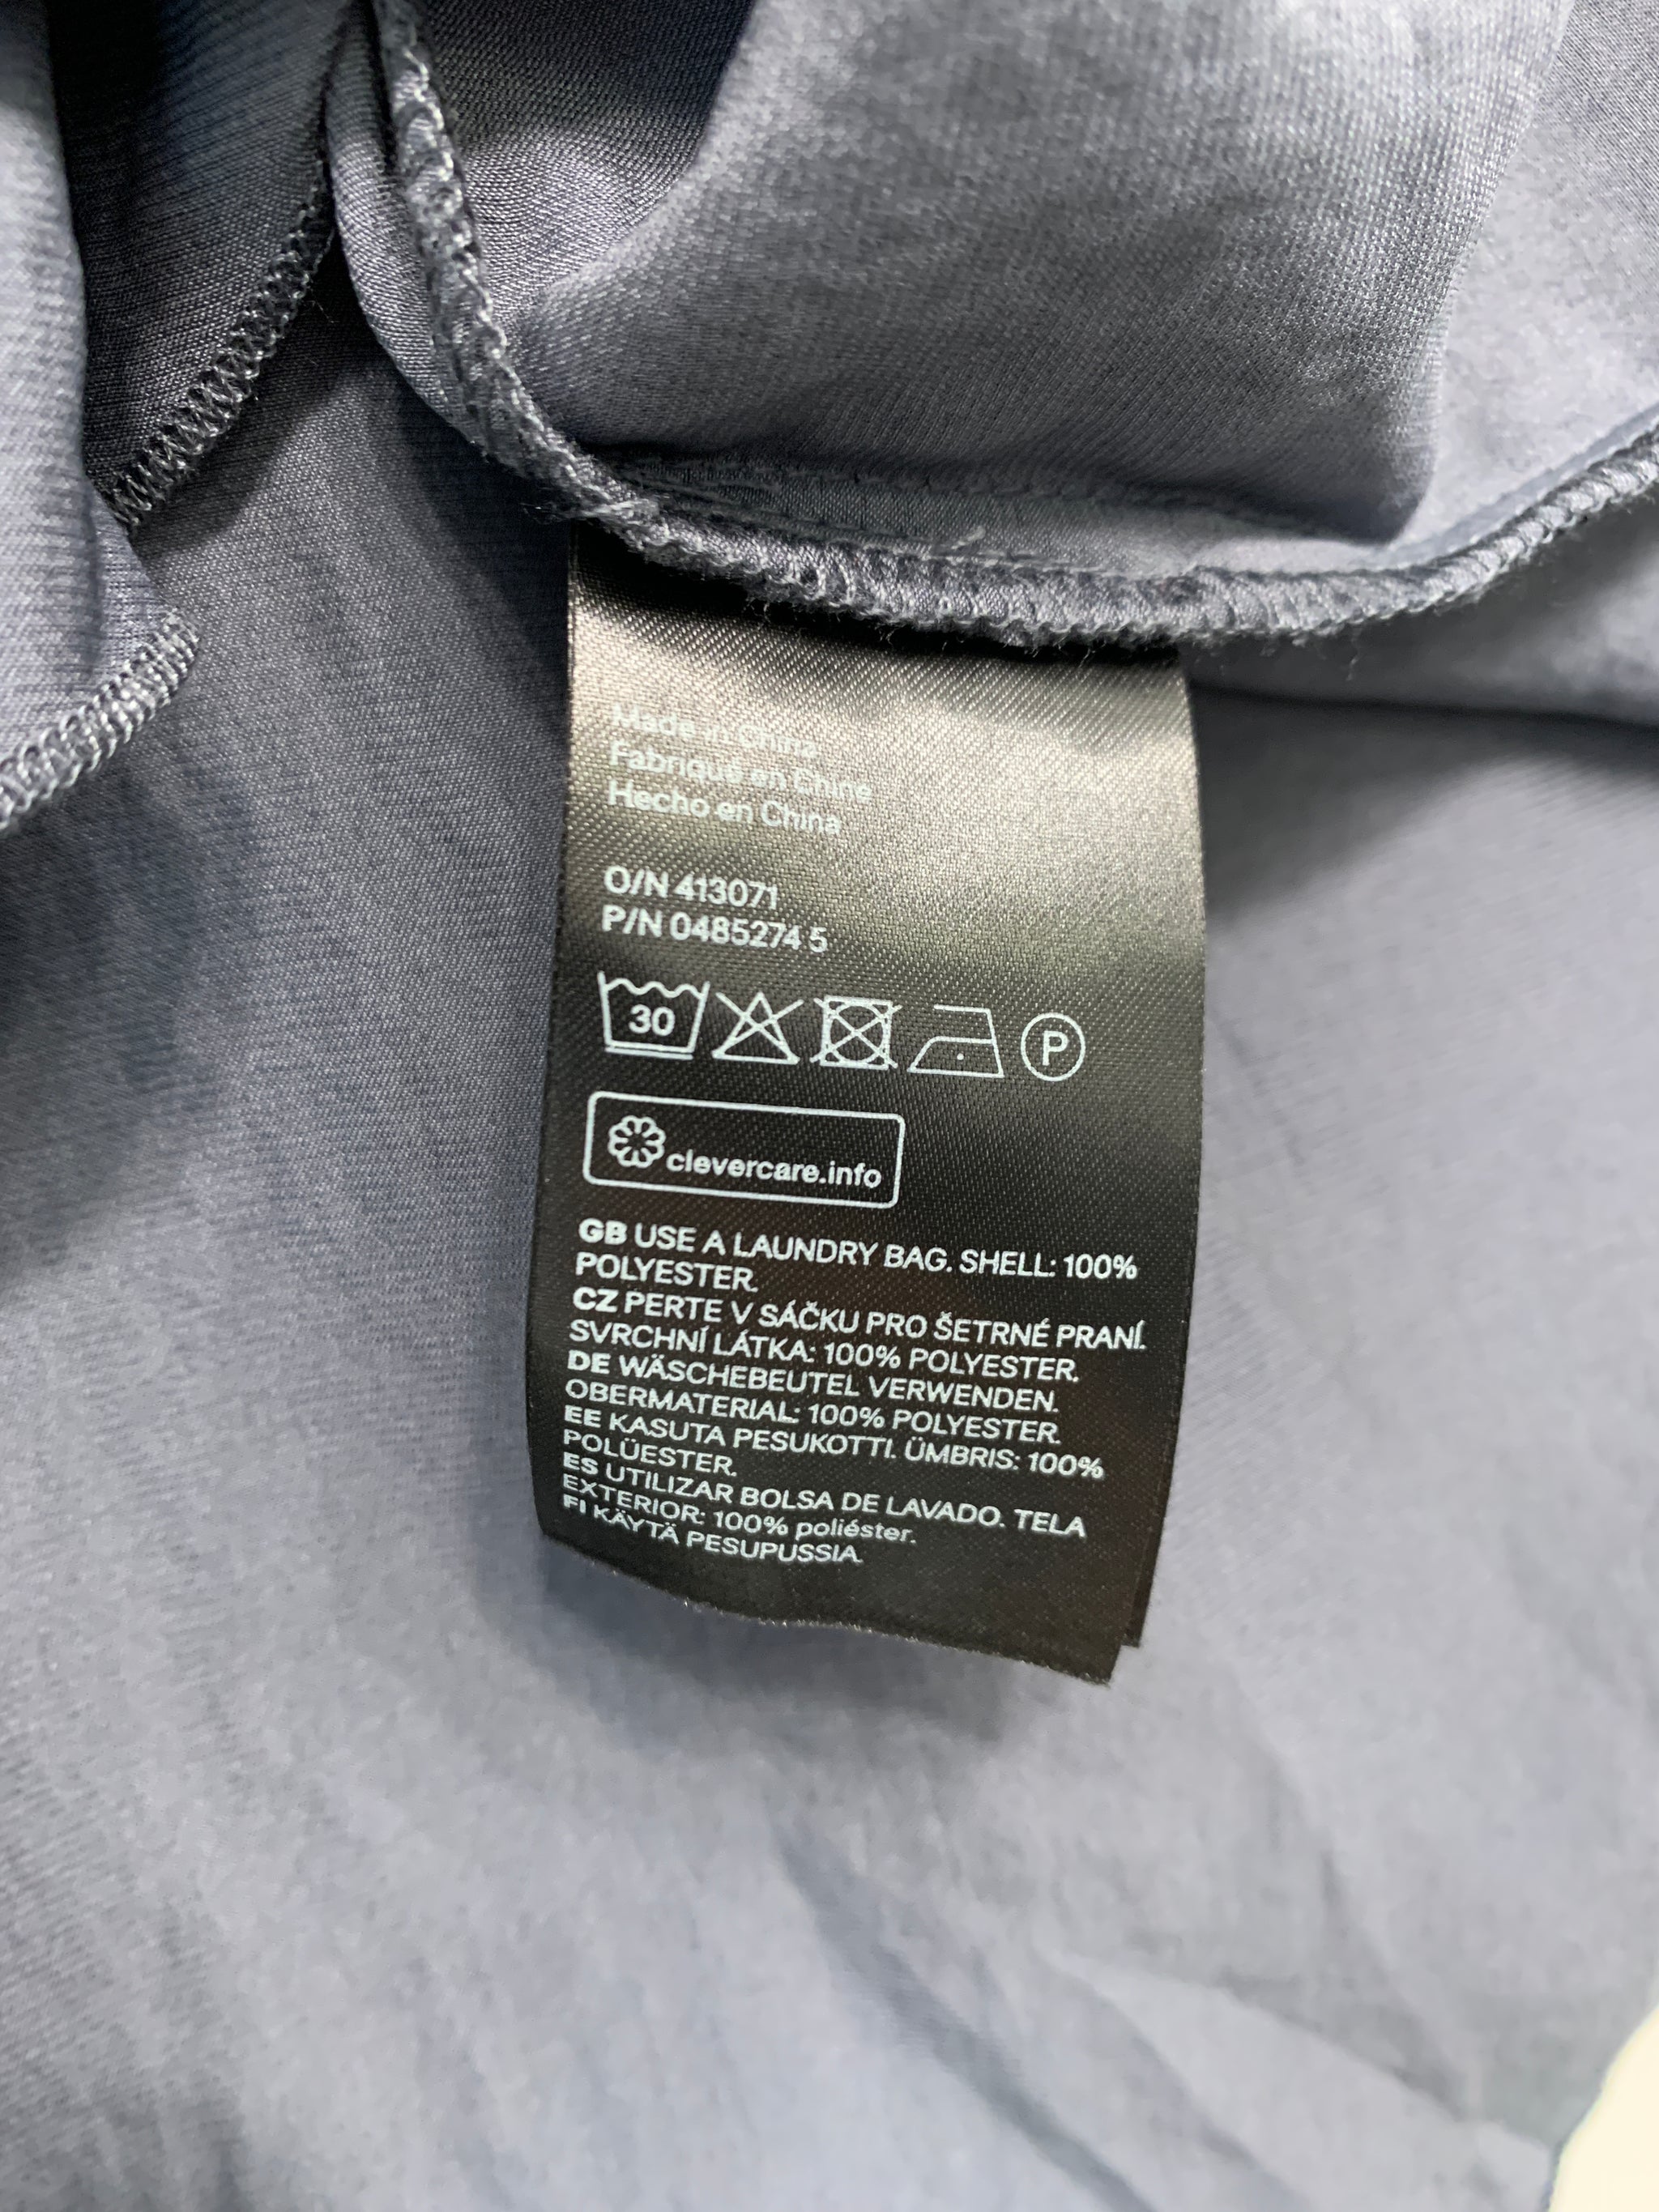 Made in China
Fabriqué en Chine
Hecho en China
O/N 413071
P/N 0485274 5
30
P
clevercare.info
GB USE A LAUNDRY BAG. SHELL: 100%
POLYESTER.
CZ PERTE V SÁČKU PRO ŠETRNÉ PRANÍ.
SVRCHNÍ LÁTKA: 100% POLYESTER.
DE WÄSCHEBEUTEL VERWENDEN.
OBERMATERIAL: 100% POLYESTER.
EE KASUTA PESUKOTTI. ÜMBRIS: 100%
POLÜESTER.
ES UTILIZAR BOLSA DE LAVADO. TELA
EXTERIOR: 100% poliéster.
FI KÄYTÄ PESUPUSSIA.